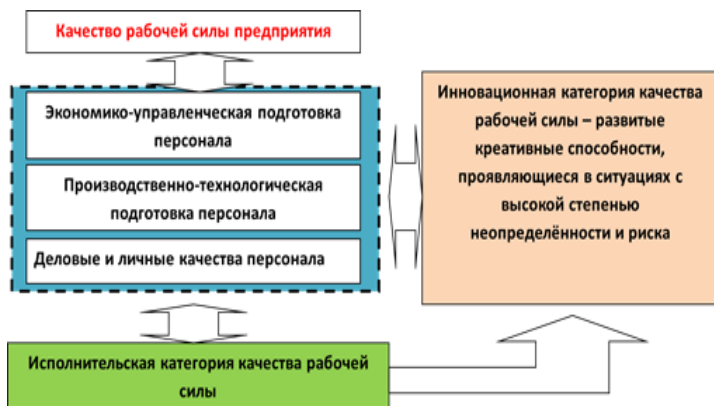 Качество рабочей силы предприятия
Экономико-управленческая подготовка
персонала
Производственно-технологическая
подготовка персонала
Деловые и личные качества персонала
Инновационная категория качества
рабочей силы – развитые
креативные способности,
проявляющиеся в ситуациях с
высокой степенью
неопределённости и риска
Исполнительская категория качества рабочей
силы